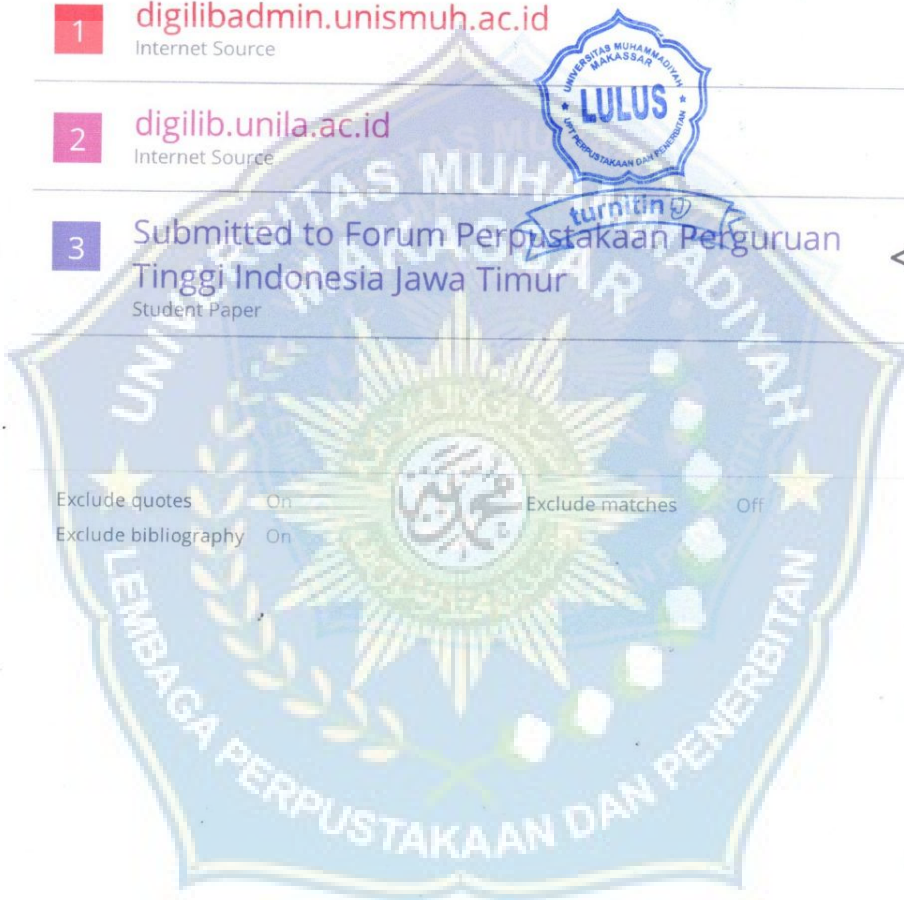 1 digilibadmin.unismuh.ac.id
Internet Source
UNIVERSITAS MUHAMMADIYAH
MAKASSAR
LULUS
UPT PERPUSTAKAAN DAN PENERBITAN
turnitin
2 digilib.unila.ac.id
Internet Source
3 Submitted to Forum Perpustakaan Perguruan
Tinggi Indonesia Jawa Timur
<
Student Paper
UNIVERSITAS MUHAMMADIYAH
MAKASSAR
Exclude quotes On
Exclude matches Off
Exclude bibliography On
LEMBAGA PERPUSTAKAAN DAN PENERBITAN